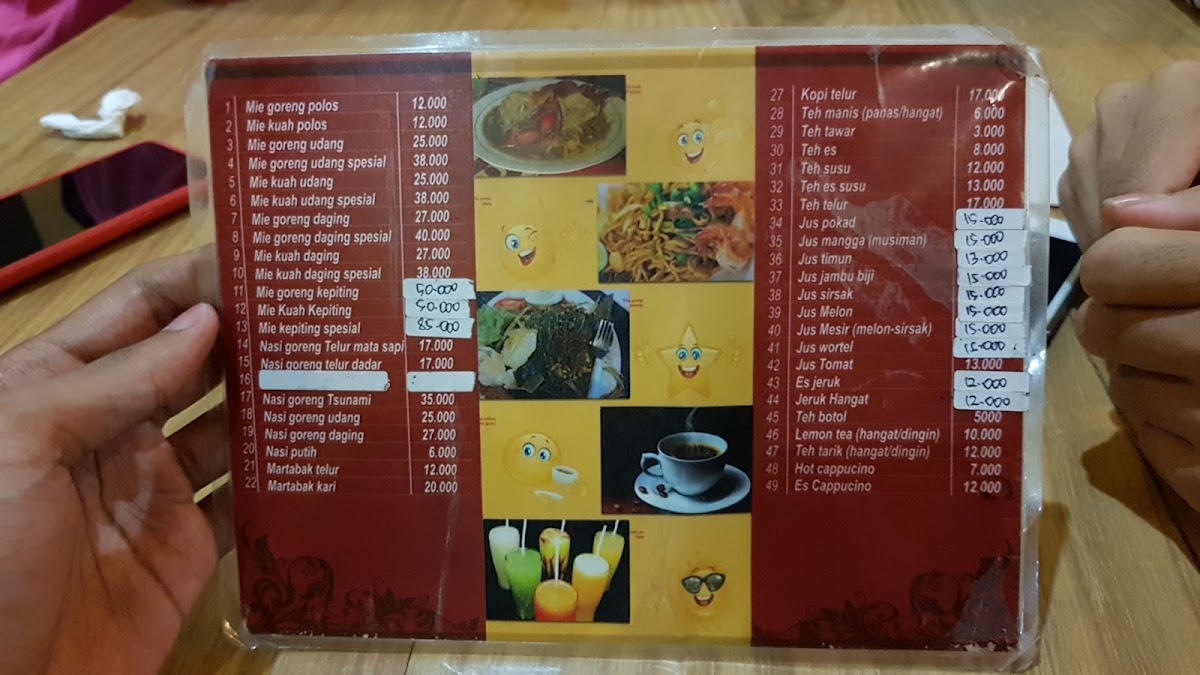 1 Mie goreng polos 12.000
2 Mie kuah polos 12.000
3 Mie goreng udang 25.000
4 Mie goreng udang spesial 38.000
5 Mie kuah udang 25.000
6 Mie kuah udang spesial 38.000
7 Mie goreng daging 27.000
8 Mie goreng daging spesial 40.000
9 Mie kuah daging 27.000
10 Mie kuah daging spesial 38.000
11 Mie goreng kepiting 50-000
12 Mie Kuah Kepiting 50-000
13 Mie kepiting spesial 85-000
14 Nasi goreng Telur mata sapi 17.000
15 Nasi goreng telur dadar 17.000
16
17 Nasi goreng Tsunami 35.000
18 Nasi goreng udang 25.000
19 Nasi goreng daging 27.000
20 Nasi putih 6.000
21 Martabak telur 12.000
22 Martabak kari 20.000
27 Kopi telur 17.000
28 Teh manis (panas/hangat) 6.000
29 Teh tawar 3.000
30 Teh es 8.000
31 Teh susu 12.000
32 Teh es susu 13.000
33 Teh telur 17.000
34 Jus pokad 15-000
35 Jus mangga (musiman) 15-000
36 Jus timun 13-000
37 Jus jambu biji 15-000
38 Jus sirsak 15-000
39 Jus Melon 15-000
40 Jus Mesir (melon-sirsak) 15-000
41 Jus wortel 15-000
42 Jus Tomat 13.000
43 Es jeruk 12-000
44 Jeruk Hangat 12-000
45 Teh botol 5000
46 Lemon tea (hangat/dingin) 10.000
47 Teh tarik (hangat/dingin) 12.000
48 Hot cappucino 7.000
49 Es Cappucino 12.000